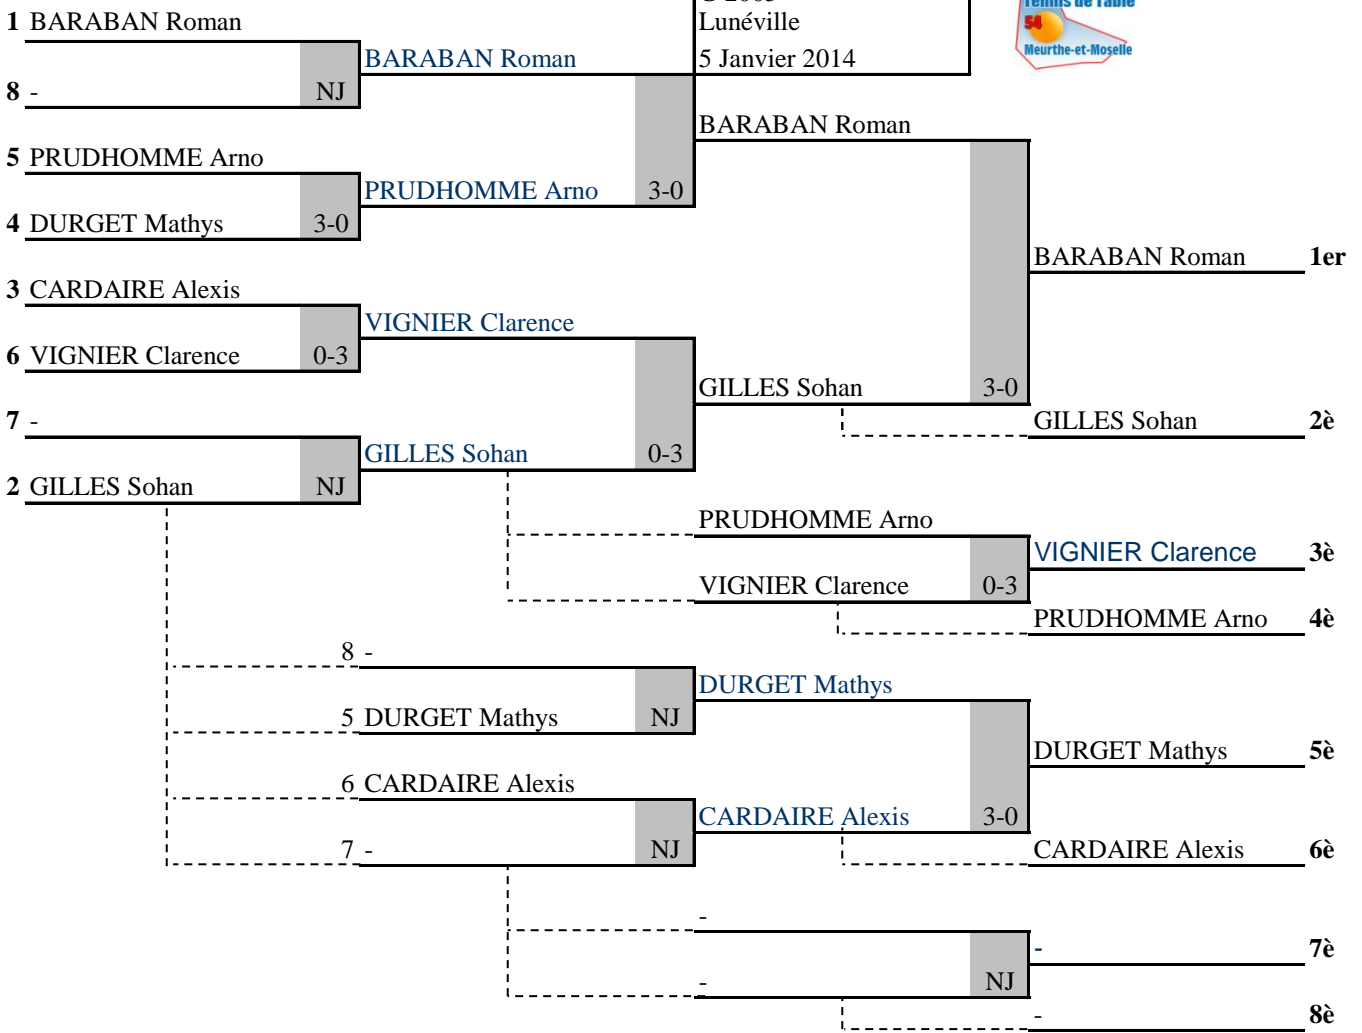 1 BARABAN Roman
Lunéville
Tennis de Table
54
Meurthe-et-Moselle
BARABAN Roman
5 Janvier 2014
8 - NJ
BARABAN Roman
5 PRUDHOMME Arno
PRUDHOMME Arno 3-0
4 DURGET Mathys 3-0
BARABAN Roman 1er
3 CARDAIRE Alexis
VIGNIER Clarence
6 VIGNIER Clarence 0-3
GILLES Sohan 3-0
7 -
GILLES Sohan 2è
GILLES Sohan 0-3
2 GILLES Sohan NJ
PRUDHOMME Arno
VIGNIER Clarence 3è
VIGNIER Clarence 0-3
PRUDHOMME Arno 4è
8 -
DURGET Mathys
5 DURGET Mathys NJ
DURGET Mathys 5è
6 CARDAIRE Alexis
CARDAIRE Alexis 3-0
7 - NJ
CARDAIRE Alexis 6è
-
- 7è
- NJ
- 8è